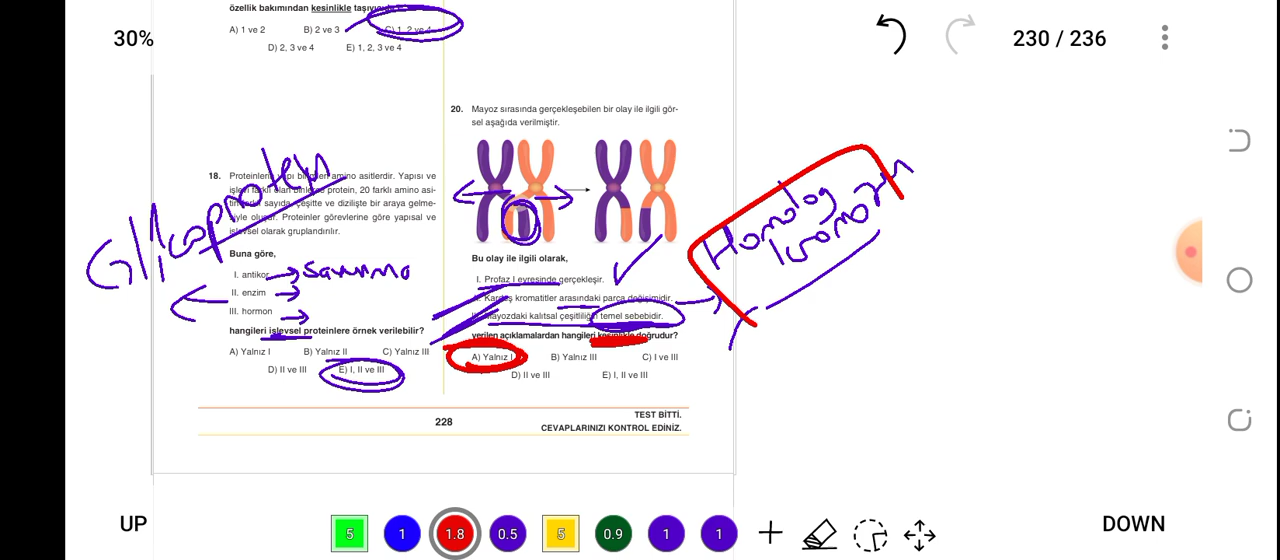 özellik bakımından kesinlikle
A) 1 ve 2
B) 2 ve 3
C) 1, 2 ve 4
D) 2, 3 ve 4
E) 1, 2, 3 ve 4
18. Proteinlerin yapı birimleri amino asitlerdir. Yapısı ve
işlevi farklı olan binlerce protein, 20 farklı amino asi-
sayıda, çeşitte ve dizilişte bir araya gelme-
siyle oluşur. Proteinler görevlerine göre yapısal ve
işlevsel olarak gruplandırılır.
Buna göre,
I. antikor
savunma
II. enzim
III. hormon
hangileri işlevsel proteinlere örnek verilebilir?
A) Yalnız I
B) Yalnız II
C) Yalnız III
D) II ve III
E) I, II ve III
Glikoprotein
20. Mayoz sırasında gerçekleşebilen bir olay ile ilgili gör-
sel aşağıda verilmiştir.
Bu olay ile ilgili olarak,
I. Profaz I evresinde gerçekleşir.
II. Kardeş kromatitler arasındaki parça değişimidir.
III. Mayozdaki kalıtsal çeşitliliğin temel sebebidir.
verilen açıklamalardan hangileri kesinlikle doğrudur?
A) Yalnız I
B) Yalnız III
C) I ve III
D) II ve III
E) I, II ve III
Homolog
228
TEST BİTTİ.
CEVAPLARINIZI KONTROL EDİNİZ.
30%
230 / 236
UP
5
1
1.8
0.5
5
0.9
1
1
DOWN